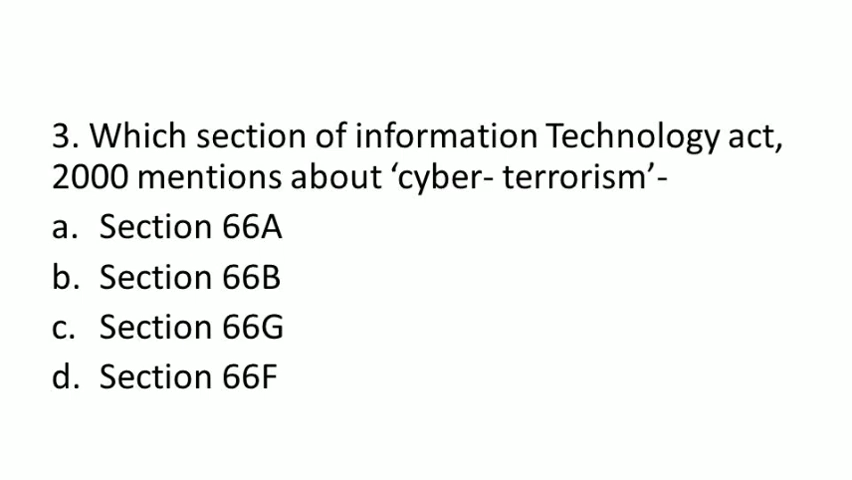 3. Which section of information Technology act,
2000 mentions about ‘cyber- terrorism’-
a. Section 66A
b. Section 66B
c. Section 66G
d. Section 66F